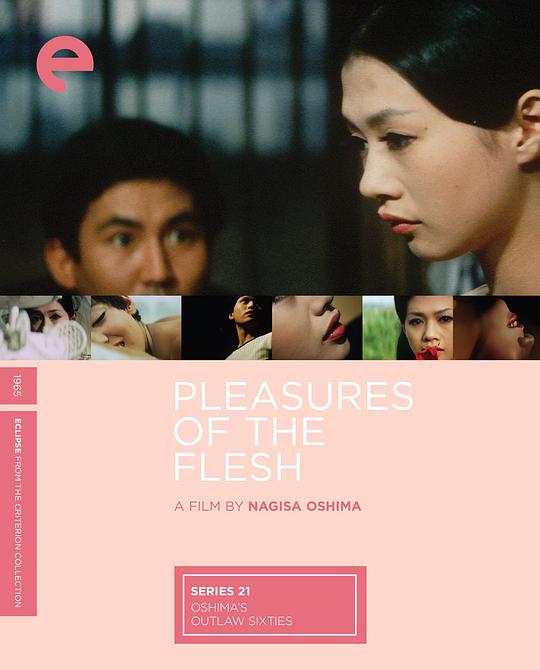 e
1965
ECLIPSE FROM THE CRITERION COLLECTION
PLEASURES
OF THE
FLESH
A FILM BY NAGISA OSHIMA
SERIES 21
OSHIMA'S
OUTLAW SIXTIES